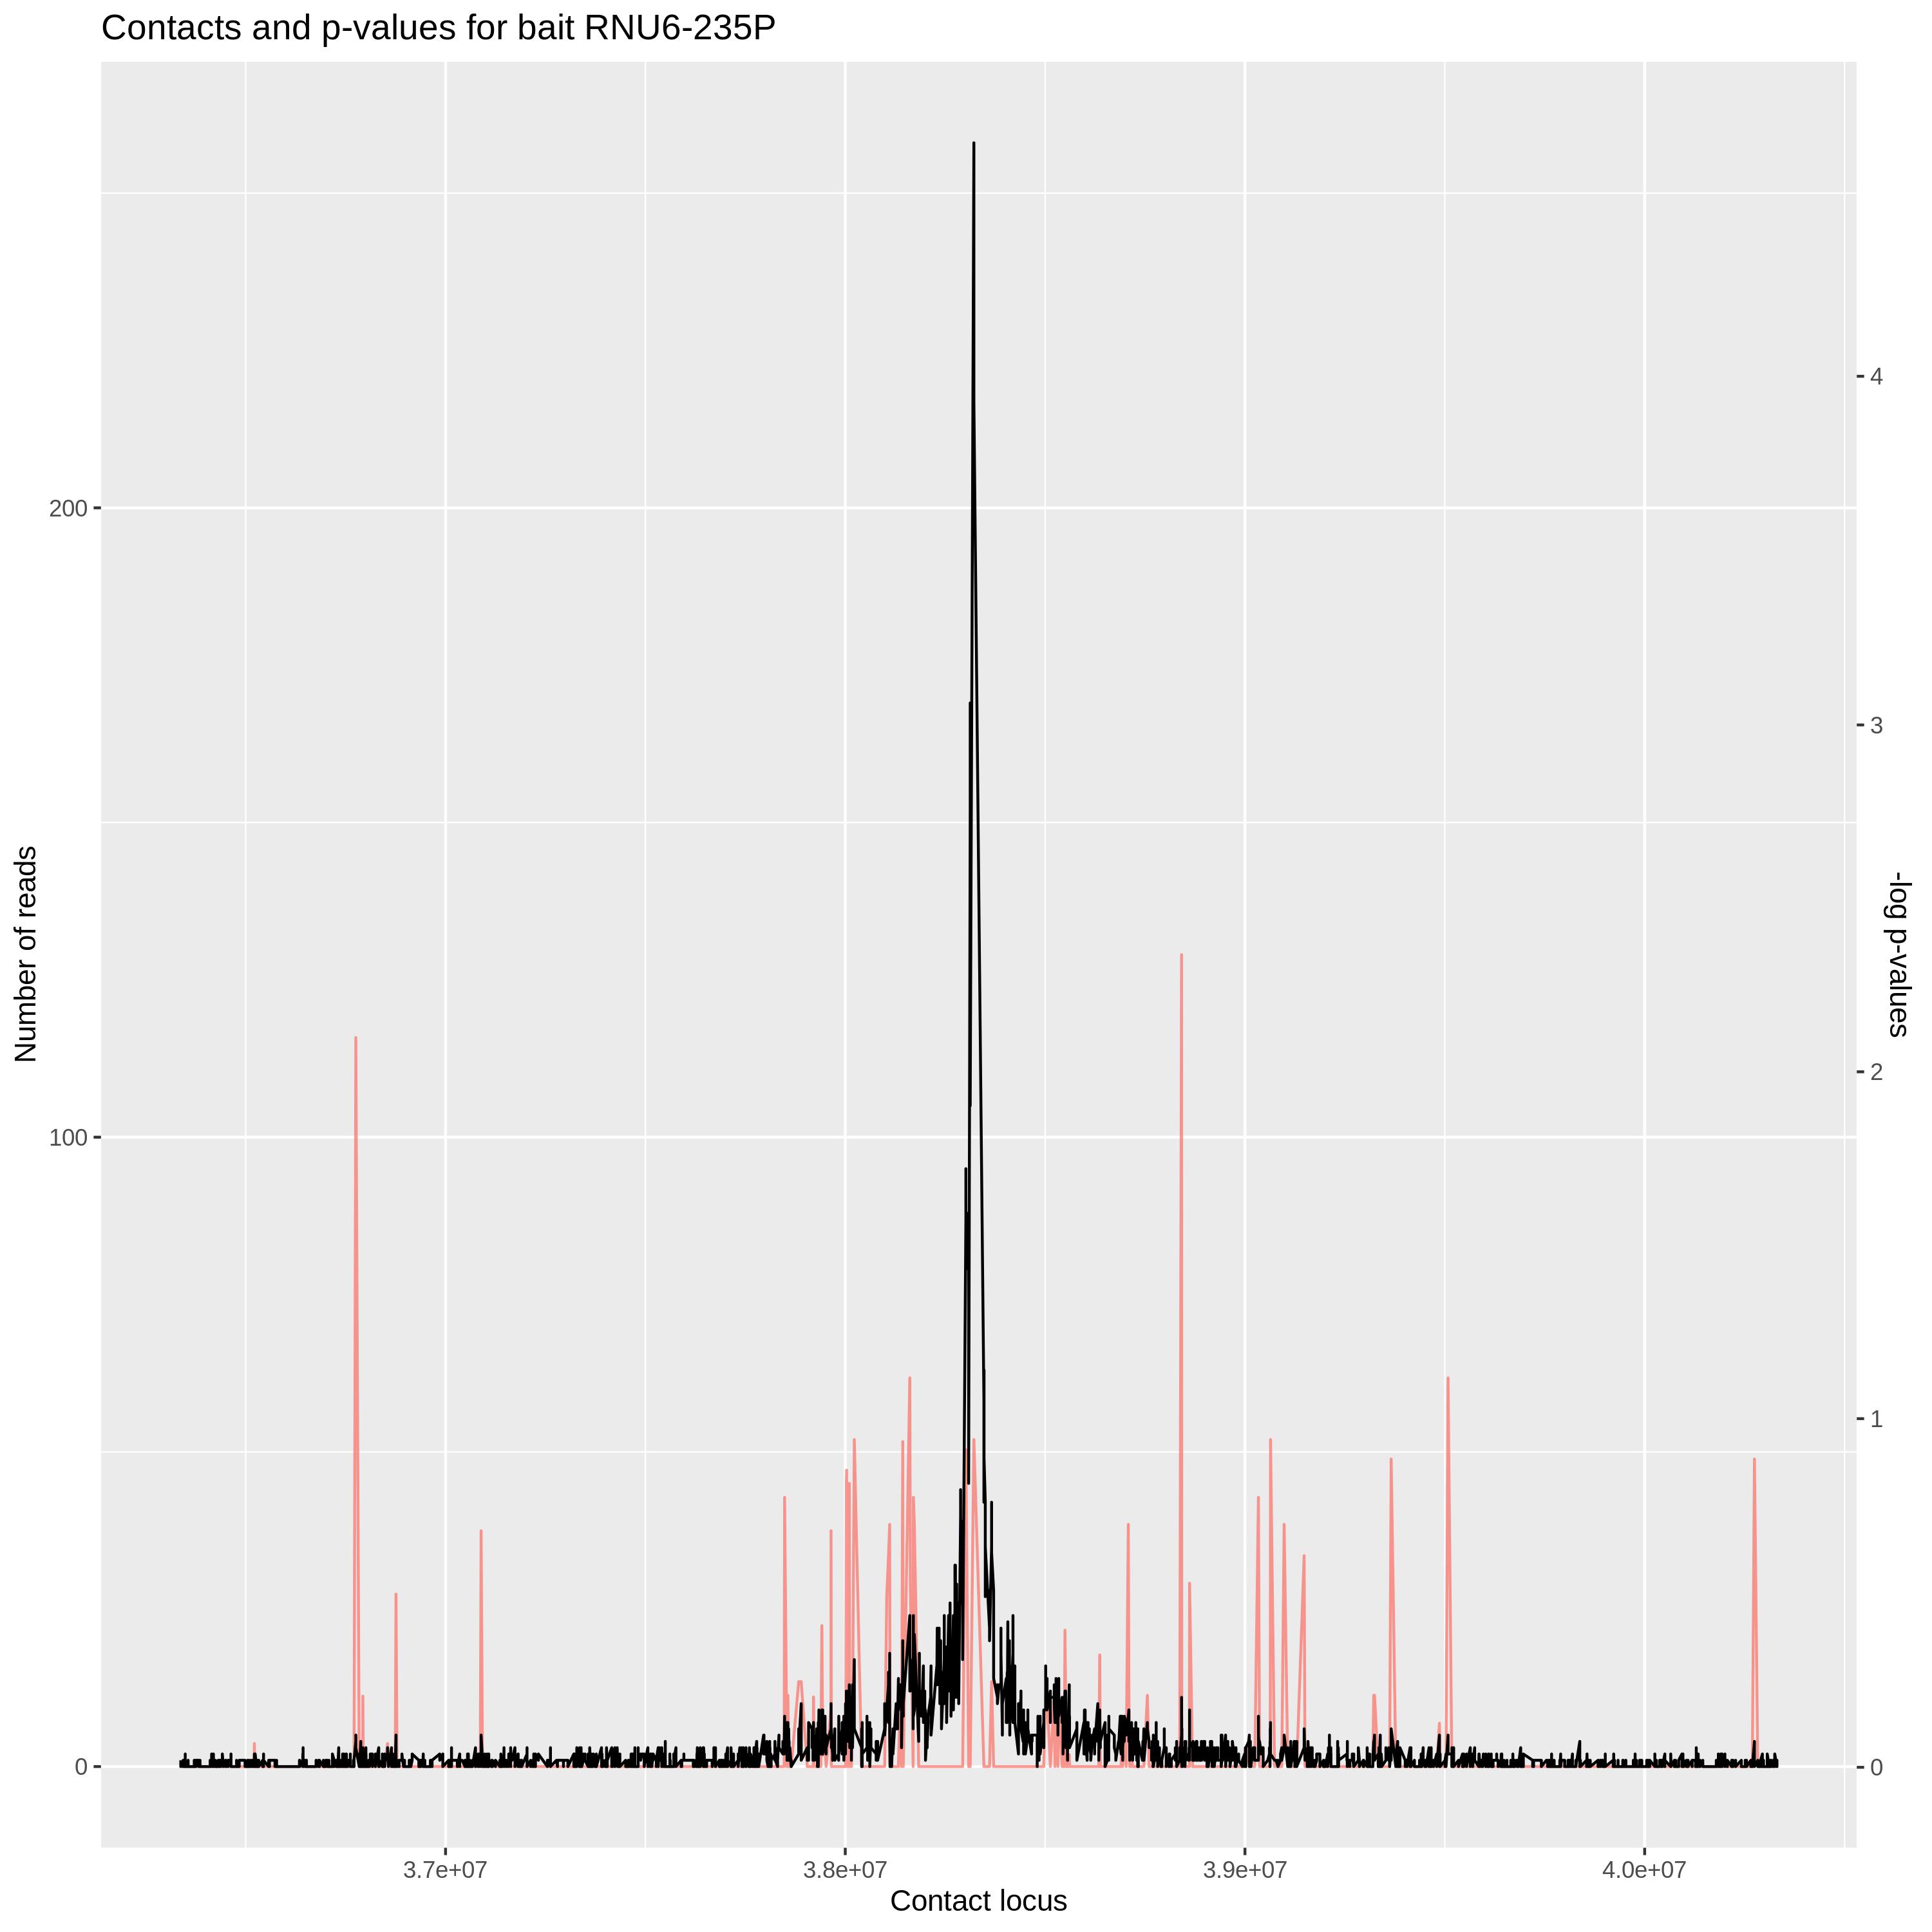 Contacts and p-values for bait RNU6-235P
Number of reads
200
100
0
4
3
2
1
0
-log p-values
3.7e+07
3.8e+07
3.9e+07
4.0e+07
Contact locus